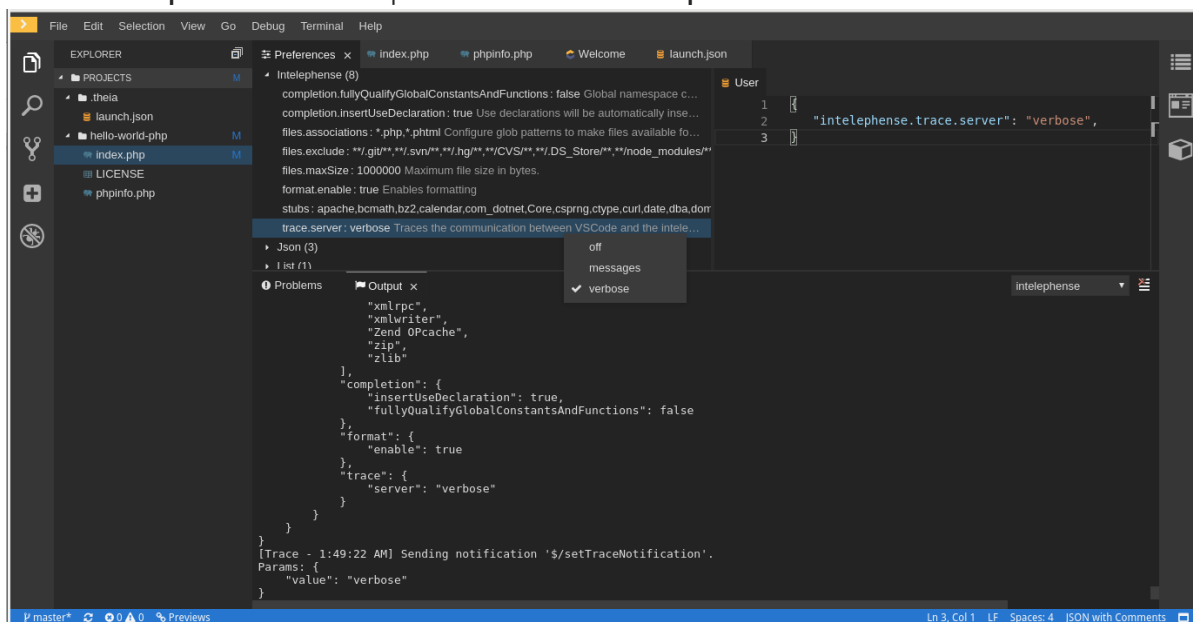 File Edit Selection View Go Debug Terminal Help
EXPLORER
PROJECTS M
.theia
launch.json
hello-world-php M
index.php M
LICENSE
phpinfo.php
Preferences × index.php phpinfo.php Welcome launch.json
Intelephense (8)
completion.fullyQualifyGlobalConstantsAndFunctions: false Global namespace c...
completion.insertUseDeclaration: true Use declarations will be automatically inse...
files.associations: *.php,*.phtml Configure glob patterns to make files available fo...
files.exclude: **/.git/**,**/.svn/**,**/.hg/**,**/CVS/**,**/.DS_Store/**,**/node_modules/**
files.maxSize: 1000000 Maximum file size in bytes.
format.enable: true Enables formatting
stubs: apache,bcmath,bz2,calendar,com_dotnet,Core,csprng,ctype,curl,date,dba,dom
trace.server: verbose Traces the communication between VSCode and the intele...
Json (3)
List (1)
off
messages
verbose
User
1 {
2 "intelephense.trace.server": "verbose",
3 }
Problems Output × intelephense
"xmlrpc",
"xmlwriter",
"Zend OPcache",
"zip",
"zlib"
],
"completion": {
"insertUseDeclaration": true,
"fullyQualifyGlobalConstantsAndFunctions": false
},
"format": {
"enable": true
},
"trace": {
"server": "verbose"
}
}
}
}
[Trace - 1:49:22 AM] Sending notification '$/setTraceNotification'.
Params: {
"value": "verbose"
}
master* 0 0 Previews Ln 3, Col 1 LF Spaces: 4 JSON with Comments